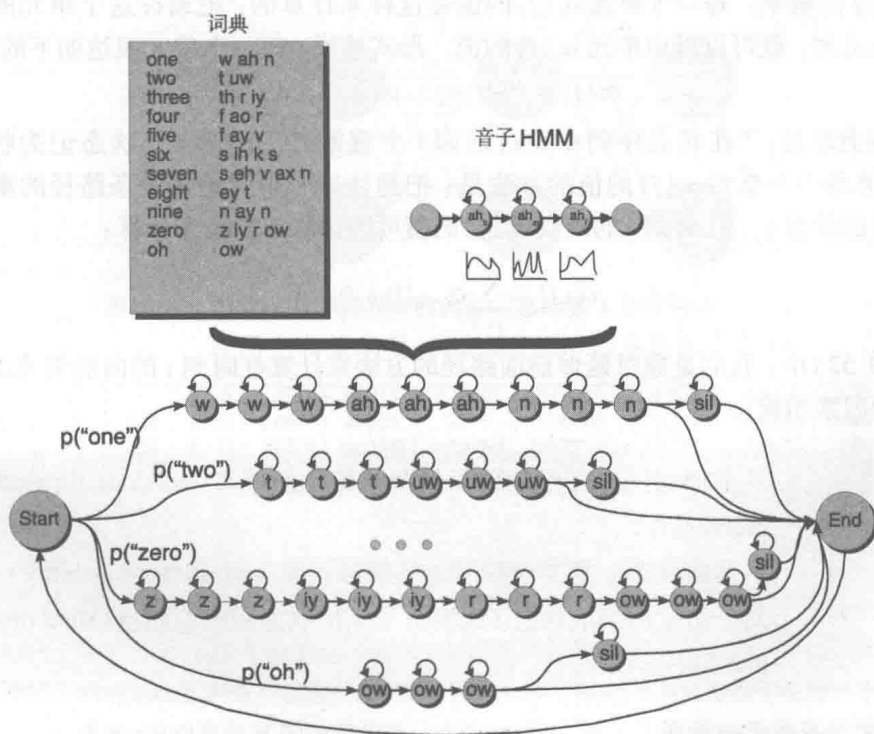 词典
one w ah n
two t uw
three th r iy
four f ao r
five f ay v
six s ih k s
seven s eh v ax n
eight ey t
nine n ay n
zero z iy r ow
oh ow
音子HMM
ah ah ah
w w w ah ah ah n n n sil
p("one")
p("two")
t t t uw uw uw sil
Start
End
p("zero")
sil
z z z iy iy iy r r r ow ow ow
sil
p("oh")
ow ow ow